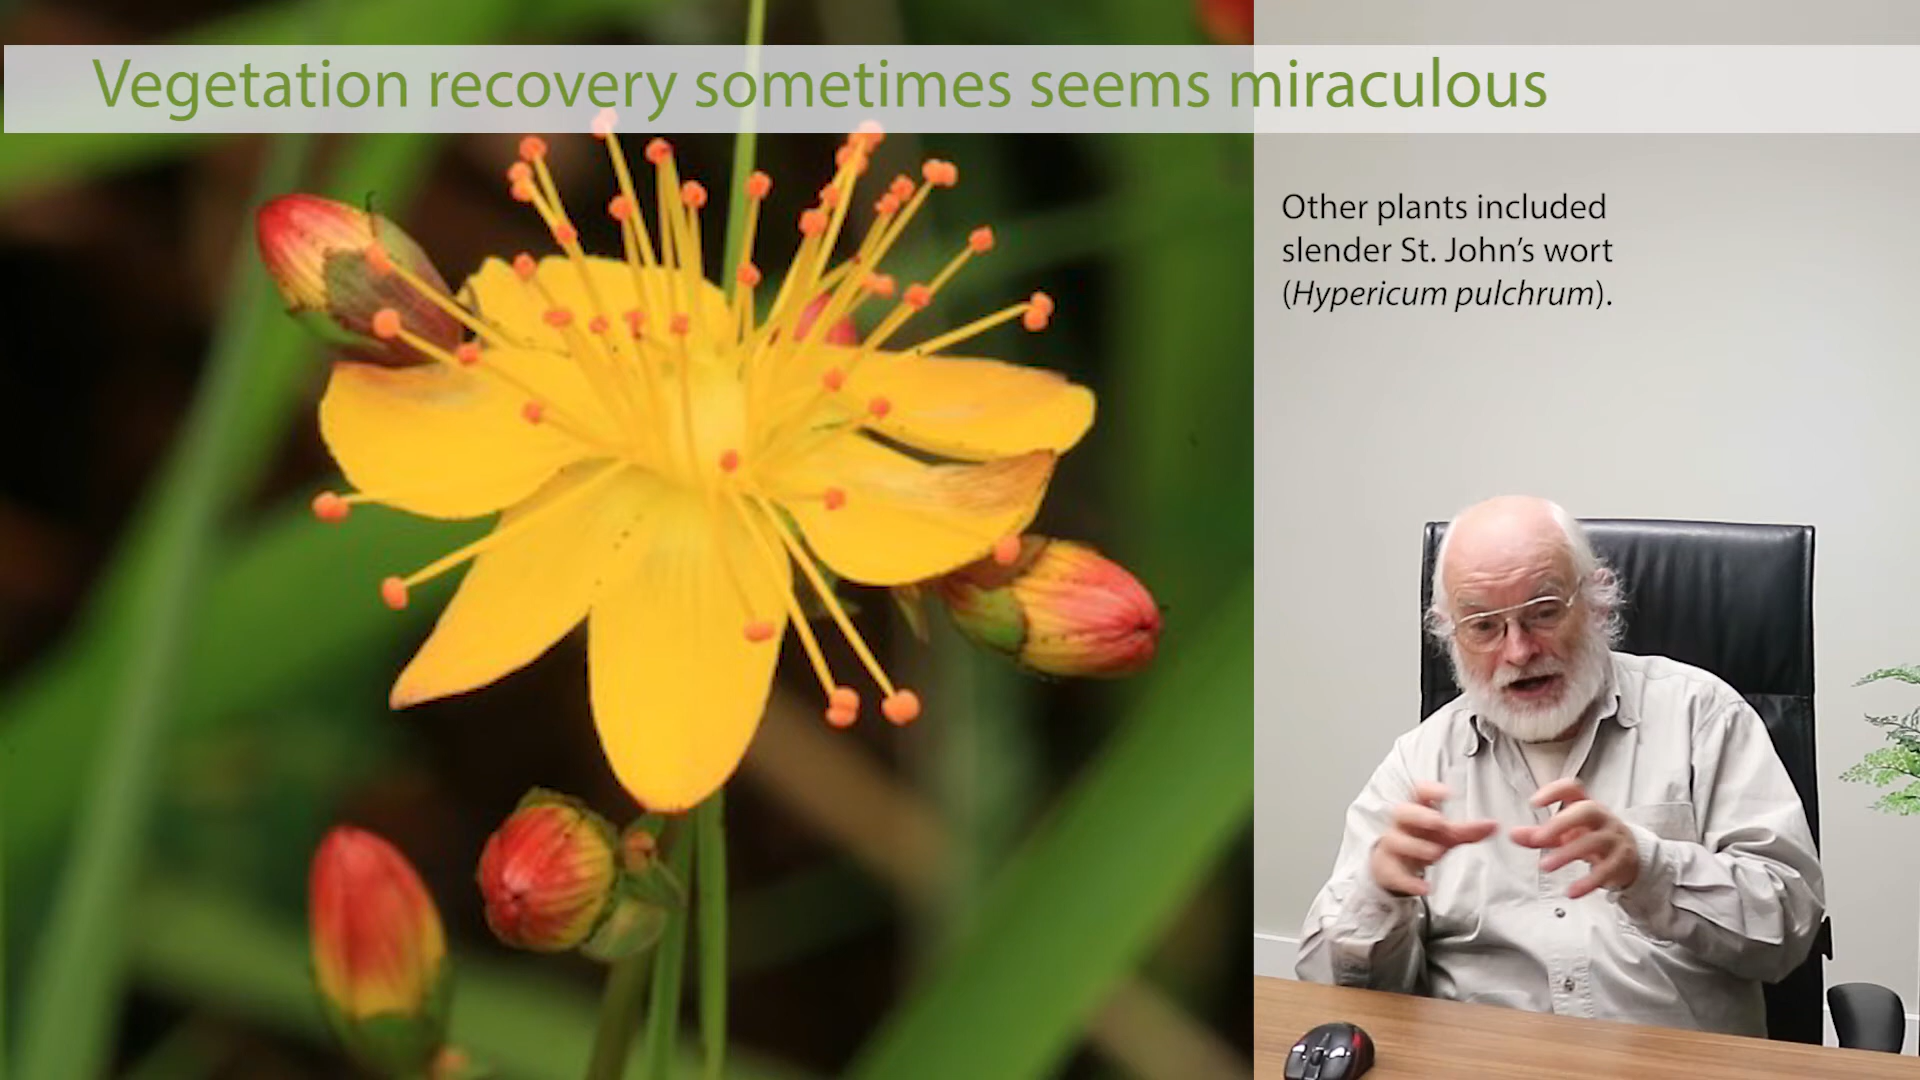 Vegetation recovery sometimes seems miraculous
Other plants included
slender St. John’s wort
(Hypericum pulchrum).